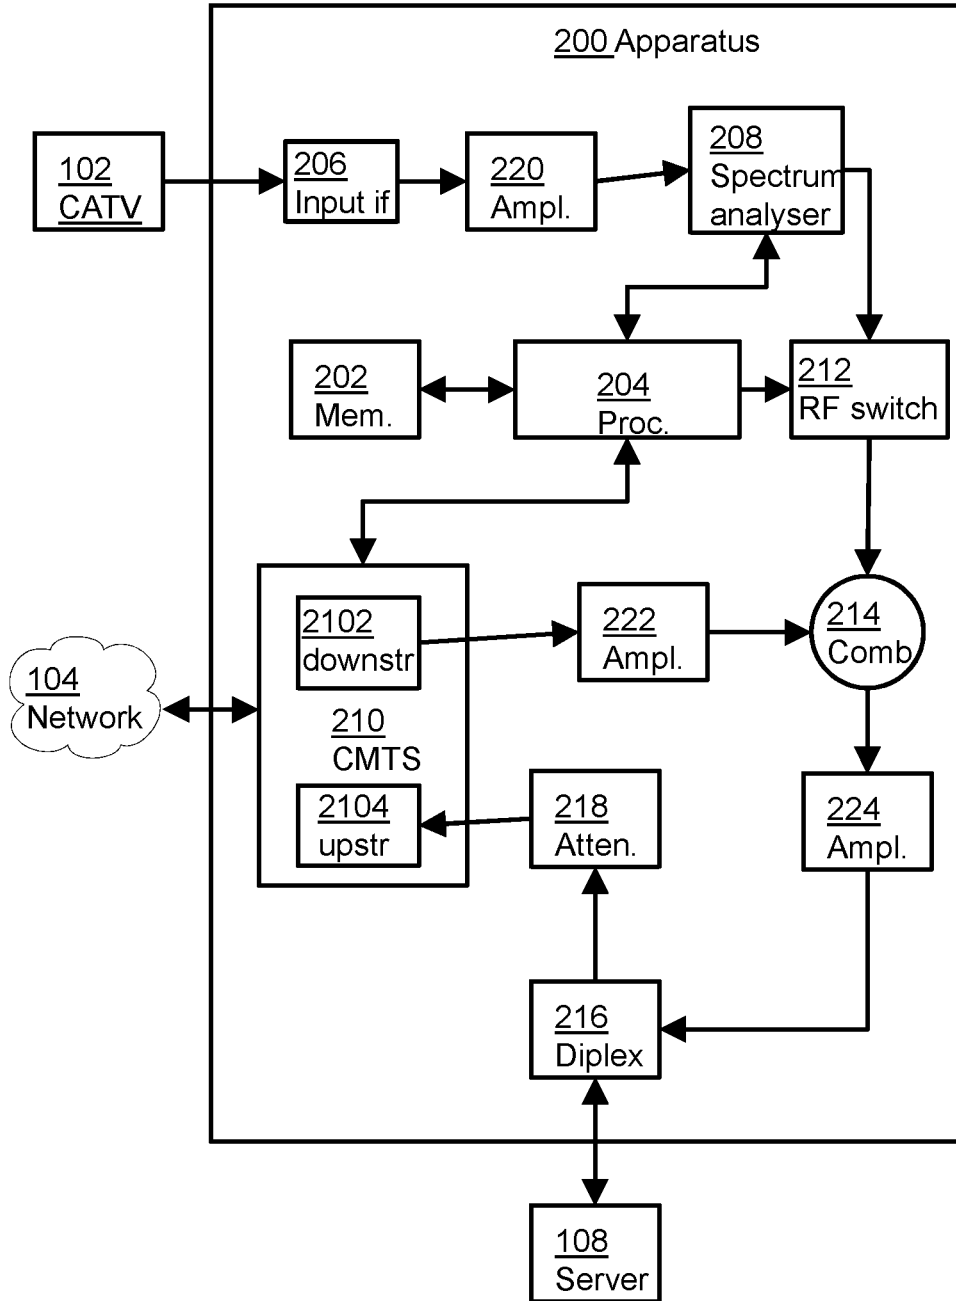 200 Apparatus
102
CATV
206
Input if
220
Ampl.
208
Spectrum
analyser
202
Mem.
204
Proc.
212
RF switch
2102
downstr
222
Ampl.
214
Comb
104
Network
210
CMTS
2104
upstr
218
Atten.
224
Ampl.
216
Diplex
108
Server